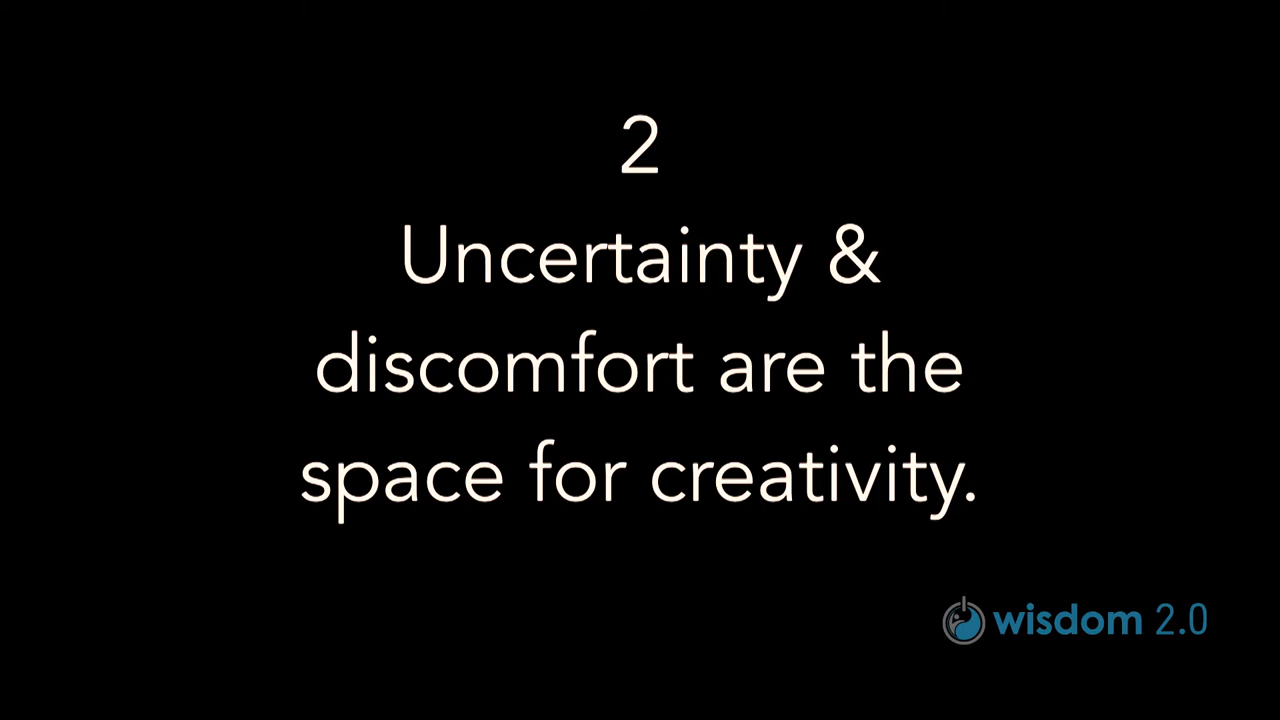 2
Uncertainty &
discomfort are the
space for creativity.
wisdom 2.0